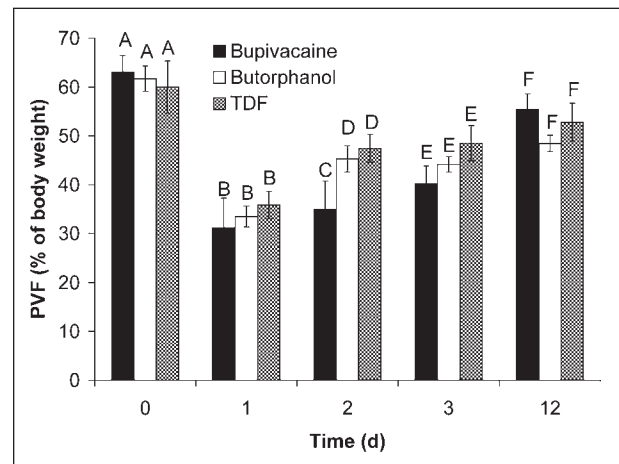 PVF (% of body weight)
70
60
50
40
30
20
10
0
Bupivacaine
Butorphanol
TDF
A A A
B B B
C D D
E E E
F F F
0 1 2 3 12
Time (d)